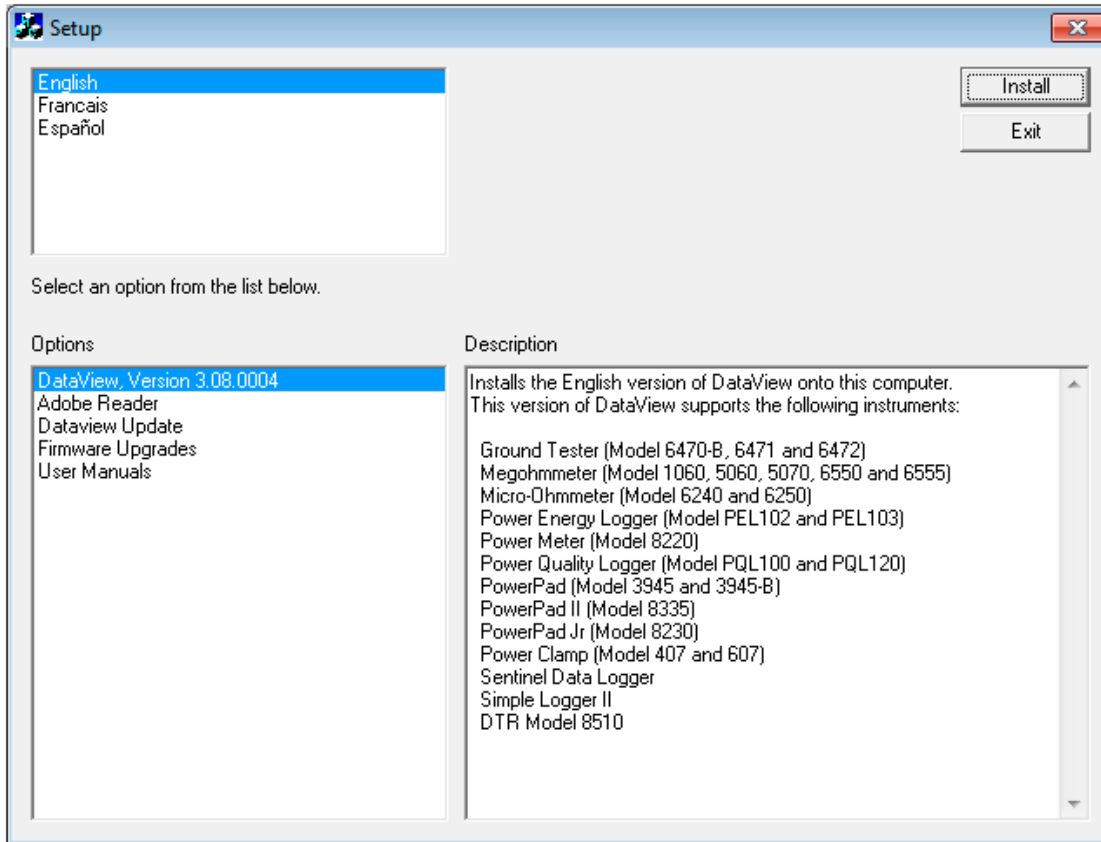 Setup
English
Francais
Español
Install
Exit
Select an option from the list below.
Options
Description
DataView, Version 3.08.0004
Adobe Reader
Dataview Update
Firmware Upgrades
User Manuals
Installs the English version of DataView onto this computer.
This version of DataView supports the following instruments:
Ground Tester (Model 6470-B, 6471 and 6472)
Megohmmeter (Model 1060, 5060, 5070, 6550 and 6555)
Micro-Ohmmeter (Model 6240 and 6250)
Power Energy Logger (Model PEL102 and PEL103)
Power Meter (Model 8220)
Power Quality Logger (Model PQL100 and PQL120)
PowerPad (Model 3945 and 3945-B)
PowerPad II (Model 8335)
PowerPad Jr (Model 8230)
Power Clamp (Model 407 and 607)
Sentinel Data Logger
Simple Logger II
DTR Model 8510